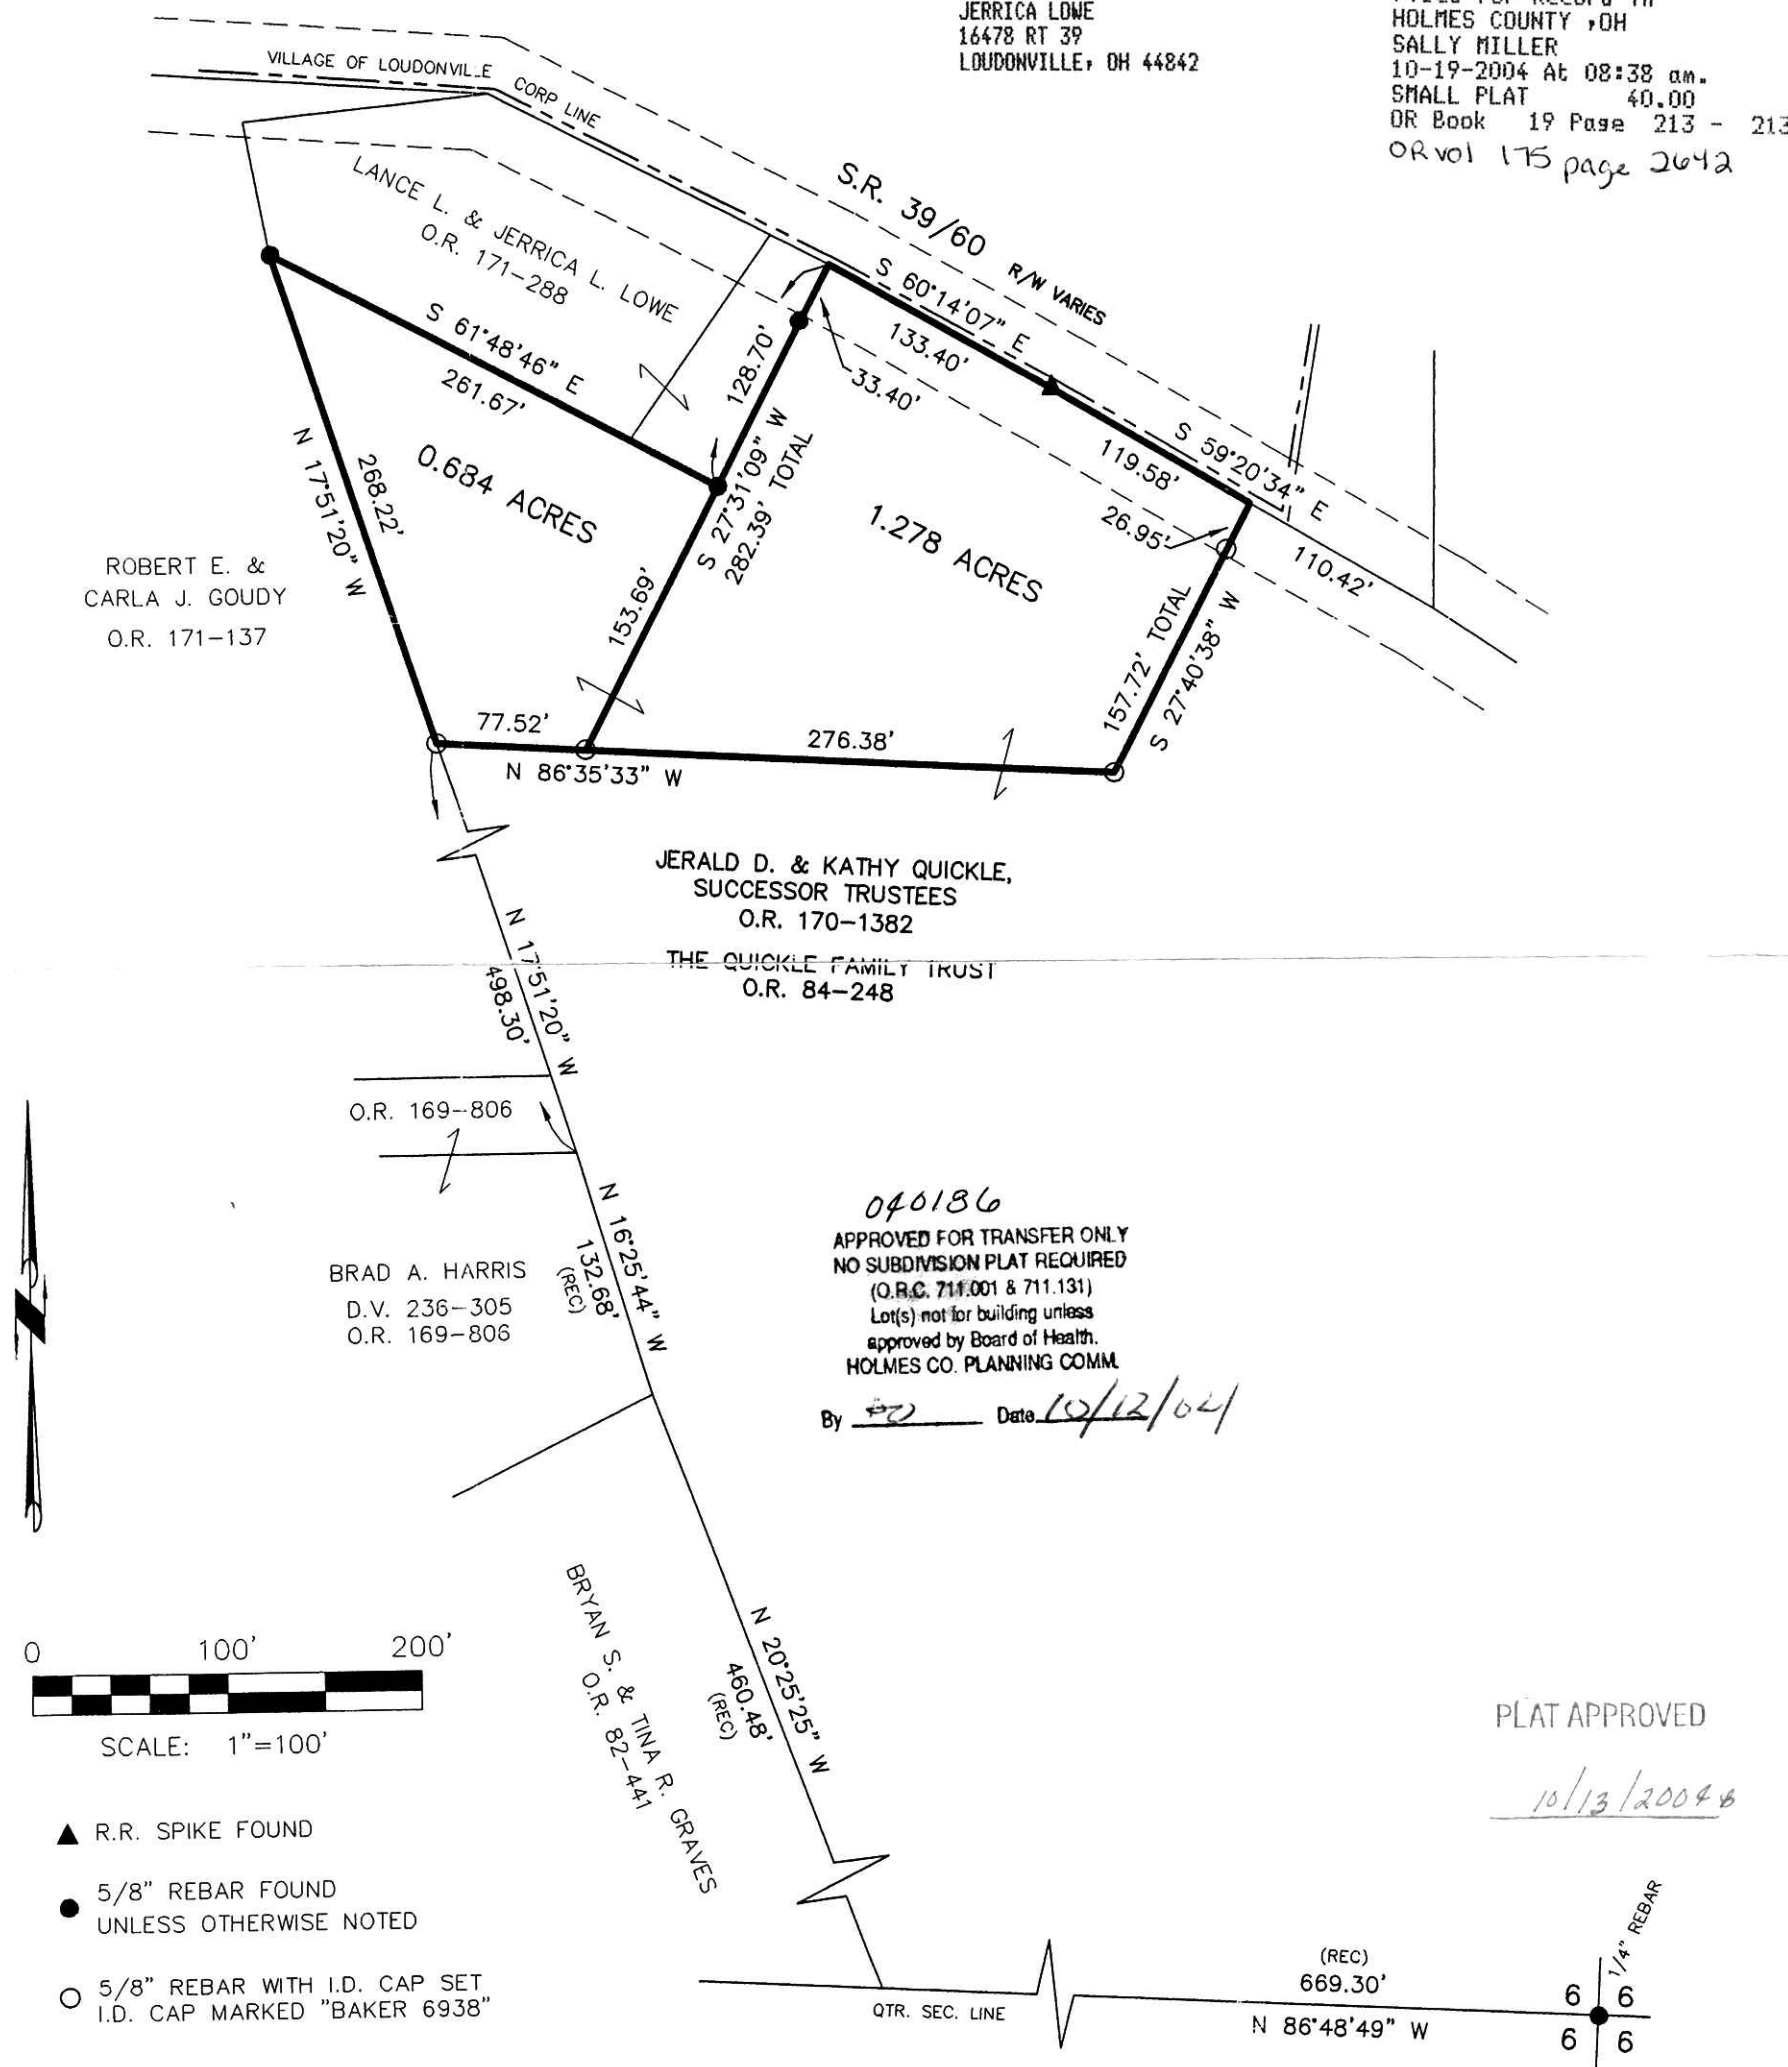 JERRICA LOWE
16478 RT 39
LOUDONVILLE, OH 44842
HOLMES COUNTY ,OH
SALLY MILLER
10-19-2004 At 08:38 am.
SMALL PLAT 40.00
OR Book 19 Page 213 - 213
OR vol 175 page 2642
VILLAGE OF LOUDONVILLE CORP LINE
S.R. 39/60 R/W VARIES
LANCE L. & JERRICA L. LOWE
O.R. 171-288
S 60°14'07" E
133.40'
S 61°48'46" E
261.67'
128.70'
33.40'
S 59°20'34" E
119.58'
26.95'
110.42'
N 17°51'20" W
268.22'
0.684 ACRES
S 27°31'09" W
282.39' TOTAL
1.278 ACRES
153.69'
157.72' TOTAL
S 27°40'38" W
ROBERT E. &
CARLA J. GOUDY
O.R. 171-137
77.52'
276.38'
N 86°35'33" W
JERALD D. & KATHY QUICKLE,
SUCCESSOR TRUSTEES
O.R. 170-1382
THE QUICKLE FAMILY TRUST
O.R. 84-248
N 17°51'20" W
498.30'
O.R. 169-806
N 16°25'44" W
132.68'
(REC)
BRAD A. HARRIS
D.V. 236-305
O.R. 169-806
040186
APPROVED FOR TRANSFER ONLY
NO SUBDIVISION PLAT REQUIRED
(O.R.C. 711.001 & 711.131)
Lot(s) not for building unless
approved by Board of Health.
HOLMES CO. PLANNING COMM.
By Date 10/12/04
BRYAN S. & TINA R. GRAVES
O.R. 82-441
N 20°25'25" W
460.48'
(REC)
0 100' 200'
SCALE: 1"=100'
R.R. SPIKE FOUND
5/8" REBAR FOUND
UNLESS OTHERWISE NOTED
5/8" REBAR WITH I.D. CAP SET
I.D. CAP MARKED "BAKER 6938"
PLAT APPROVED
10/13/2004
QTR. SEC. LINE
(REC)
669.30'
N 86°48'49" W
1/4" REBAR
6 6
6 6